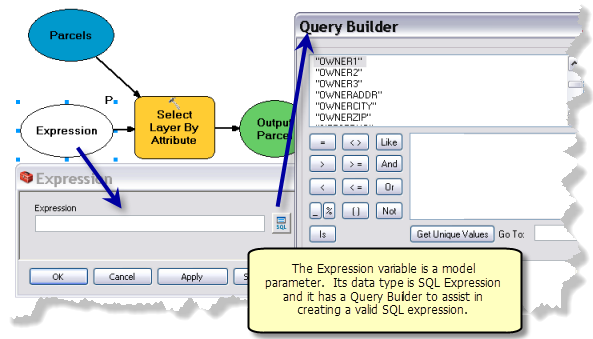 Parcels
P
Expression
Select
Layer By
Attribute
Output
Parcel
Expression
Expression
SQL
OK
Cancel
Apply
Query Builder
"OWNER1"
"OWNER2"
"OWNER3"
"OWNERADDR"
"OWNERCITY"
"OWNERZIP"
= <> Like
> >= And
< <= Or
_ % () Not
Is
Get Unique Values Go To:
The Expression variable is a model
parameter. Its data type is SQL Expression
and it has a Query Builder to assist in
creating a valid SQL expression.